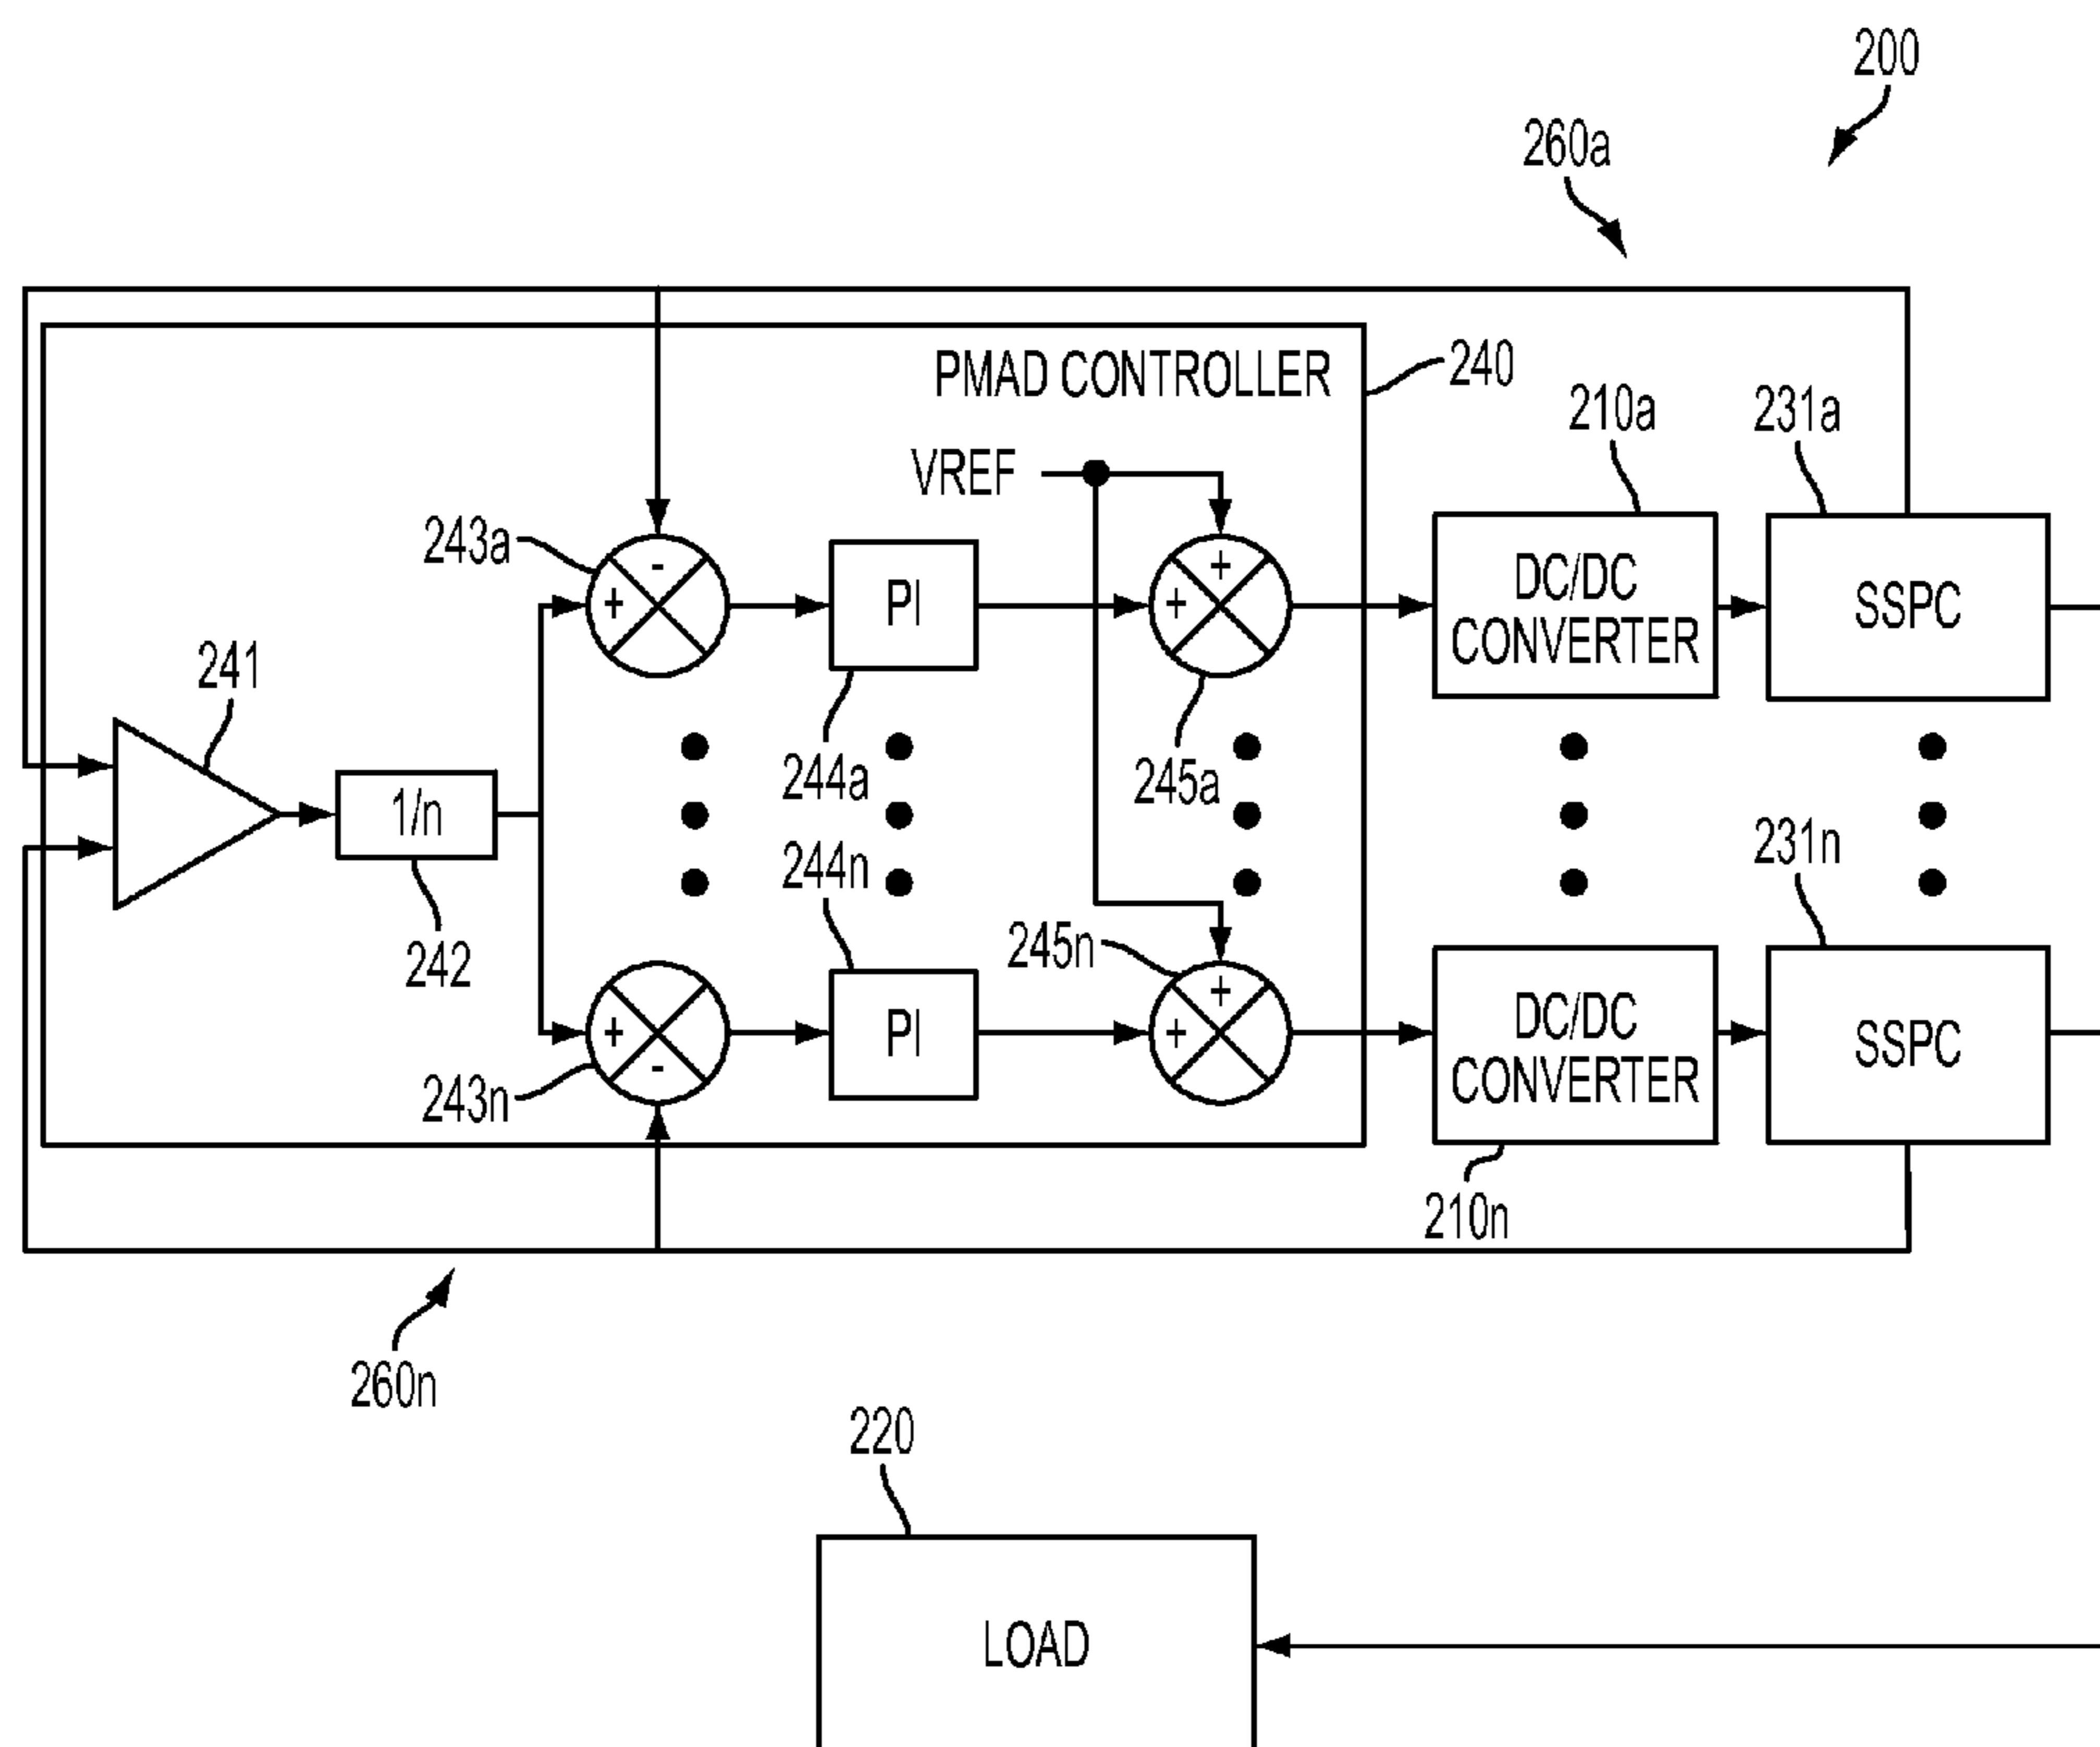 200
260a
PMAD CONTROLLER
240
210a
231a
VREF
243a
-
+
PI
+
+
DC/DC
CONVERTER
SSPC
241
244a
245a
1/n
242
244n
231n
245n
+
-
PI
+
+
DC/DC
CONVERTER
SSPC
243n
210n
260n
220
LOAD